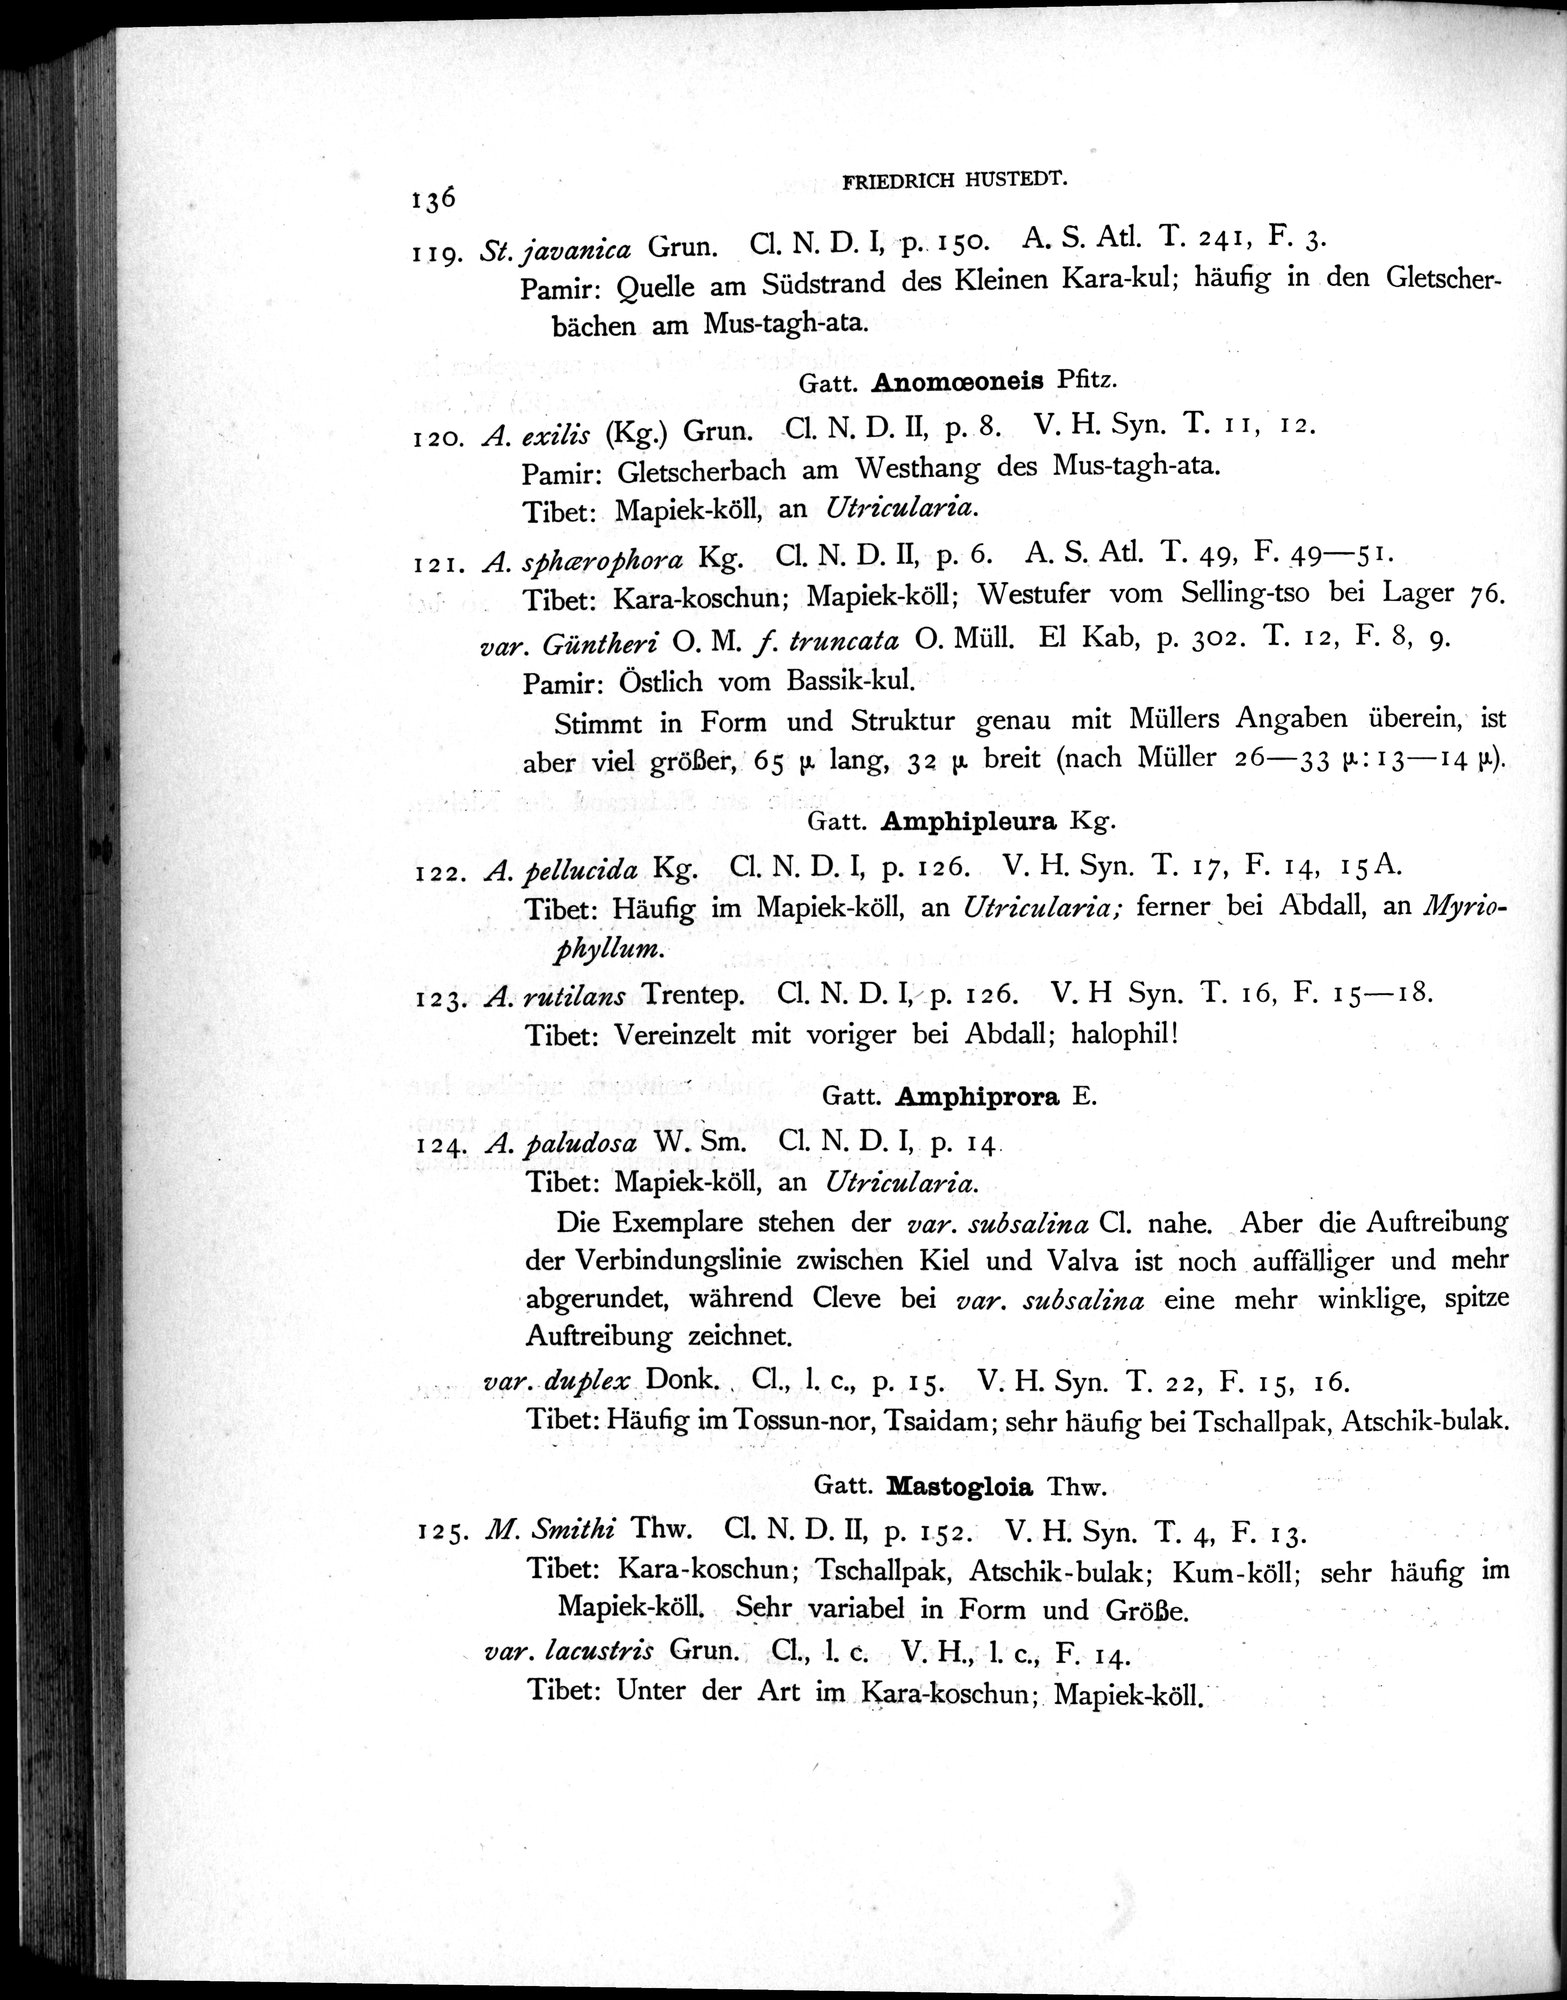 136
FRIEDRICH HUSTEDT.
119. St. javanica Grun. Cl. N. D. I, p. 150. A. S. Atl. T. 241, F. 3.
Pamir: Quelle am Südstrand des Kleinen Kara-kul; häufig in den Gletscher-
bächen am Mus-tagh-ata.
Gatt. Anomœoneis Pfitz.
120. A. exilis (Kg.) Grun. Cl. N. D. II, p. 8. V. H. Syn. T. 11, 12.
Pamir: Gletscherbach am Westhang des Mus-tagh-ata.
Tibet: Mapiek-köll, an Utricularia.
121. A. sphærophora Kg. Cl. N. D. II, p. 6. A. S. Atl. T. 49, F. 49—51.
Tibet: Kara-koschun; Mapiek-köll; Westufer vom Selling-tso bei Lager 76.
var. Güntheri O. M. f. truncata O. Müll. El Kab, p. 302. T. 12, F. 8, 9.
Pamir: Östlich vom Bassik-kul.
Stimmt in Form und Struktur genau mit Müllers Angaben überein, ist
aber viel größer, 65 µ lang, 32 µ breit (nach Müller 26—33 µ:13—14 µ).
Gatt. Amphipleura Kg.
122. A. pellucida Kg. Cl. N. D. I, p. 126. V. H. Syn. T. 17, F. 14, 15 A.
Tibet: Häufig im Mapiek-köll, an Utricularia; ferner bei Abdall, an Myrio-
phyllum.
123. A. rutilans Trentep. Cl. N. D. I, p. 126. V. H Syn. T. 16, F. 15—18.
Tibet: Vereinzelt mit voriger bei Abdall; halophil!
Gatt. Amphiprora E.
124. A. paludosa W. Sm. Cl. N. D. I, p. 14.
Tibet: Mapiek-köll, an Utricularia.
Die Exemplare stehen der var. subsalina Cl. nahe. Aber die Auftreibung
der Verbindungslinie zwischen Kiel und Valva ist noch auffälliger und mehr
abgerundet, während Cleve bei var. subsalina eine mehr winklige, spitze
Auftreibung zeichnet.
var. duplex Donk. Cl., l. c., p. 15. V. H. Syn. T. 22, F. 15, 16.
Tibet: Häufig im Tossun-nor, Tsaidam; sehr häufig bei Tschallpak, Atschik-bulak.
Gatt. Mastogloia Thw.
125. M. Smithi Thw. Cl. N. D. II, p. 152. V. H. Syn. T. 4, F. 13.
Tibet: Kara-koschun; Tschallpak, Atschik-bulak; Kum-köll; sehr häufig im
Mapiek-köll. Sehr variabel in Form und Größe.
var. lacustris Grun. Cl., l. c. V. H., l. c., F. 14.
Tibet: Unter der Art im Kara-koschun; Mapiek-köll.